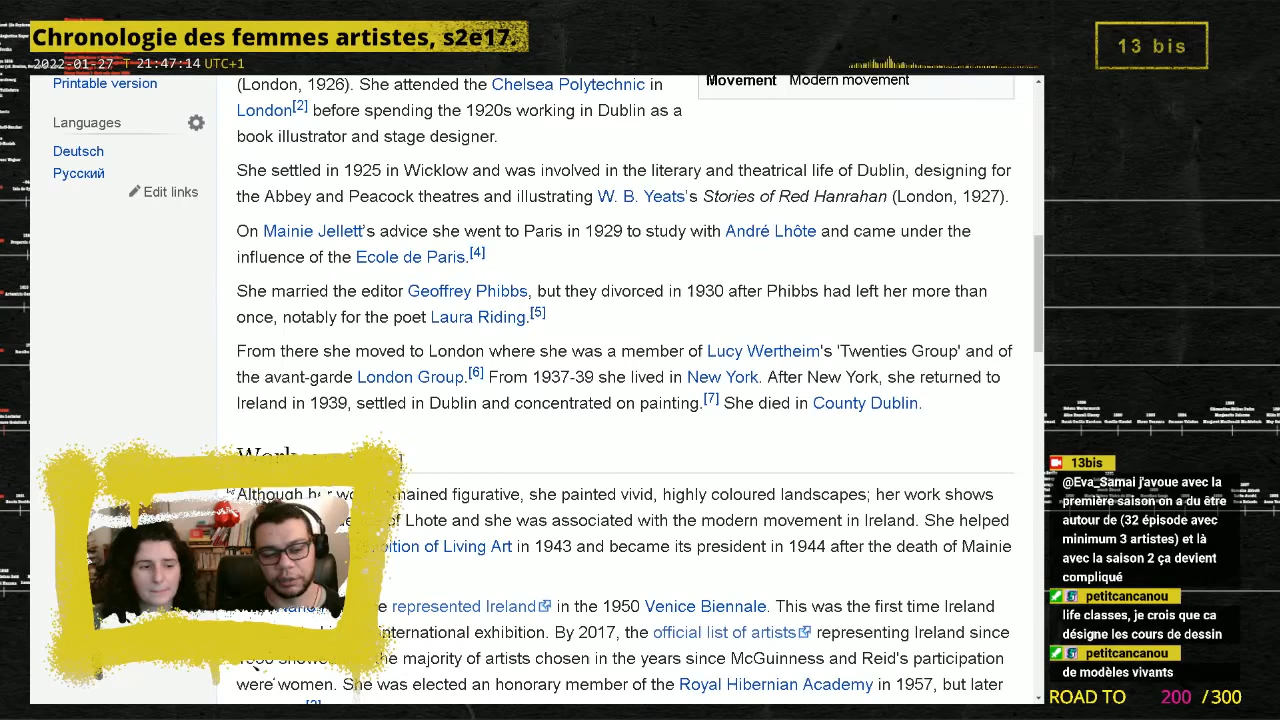 Chronologie des femmes artistes, s2e17.
2022-01-27 T 21:47:14 UTC+1
13 bis
Printable version
Languages
Deutsch
Русский
Edit links
Movement Modern movement
(London, 1926). She attended the Chelsea Polytechnic in
London[2] before spending the 1920s working in Dublin as a
book illustrator and stage designer.
She settled in 1925 in Wicklow and was involved in the literary and theatrical life of Dublin, designing for
the Abbey and Peacock theatres and illustrating W. B. Yeats's Stories of Red Hanrahan (London, 1927).
On Mainie Jellett's advice she went to Paris in 1929 to study with André Lhôte and came under the
influence of the Ecole de Paris.[4]
She married the editor Geoffrey Phibbs, but they divorced in 1930 after Phibbs had left her more than
once, notably for the poet Laura Riding.[5]
From there she moved to London where she was a member of Lucy Wertheim's 'Twenties Group' and of
the avant-garde London Group.[6] From 1937-39 she lived in New York. After New York, she returned to
Ireland in 1939, settled in Dublin and concentrated on painting.[7] She died in County Dublin.
Although her figurative, she painted vivid, highly coloured landscapes; her work shows
of Lhote and she was associated with the modern movement in Ireland. She helped
of Living Art in 1943 and became its president in 1944 after the death of Mainie
represented Ireland in the 1950 Venice Biennale. This was the first time Ireland
international exhibition. By 2017, the official list of artists representing Ireland since
majority of artists chosen in the years since McGuinness and Reid's participation
were women. She was elected an honorary member of the Royal Hibernian Academy in 1957, but later
13bis
@Eva_Samai j'avoue avec la
première saison on a du être
autour de (32 épisode avec
minimum 3 artistes) et là
avec la saison 2 ça devient
compliqué
petitcancanou
life classes, je crois que ca
désigne les cours de dessin
petitcancanou
de modèles vivants
ROAD TO 200 / 300